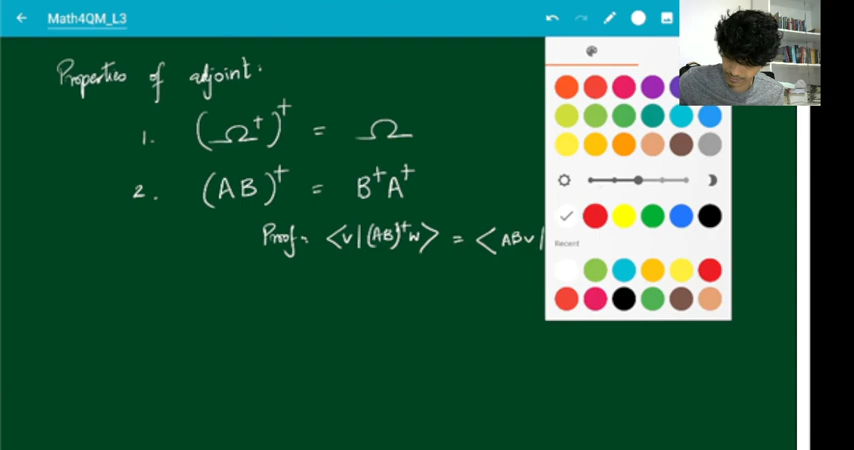 Math4QM_L3
Properties of adjoint:
1. (Ω†)† = Ω
2. (AB)† = B†A†
Proof: <v|(AB)†w> = <ABv|
Recent